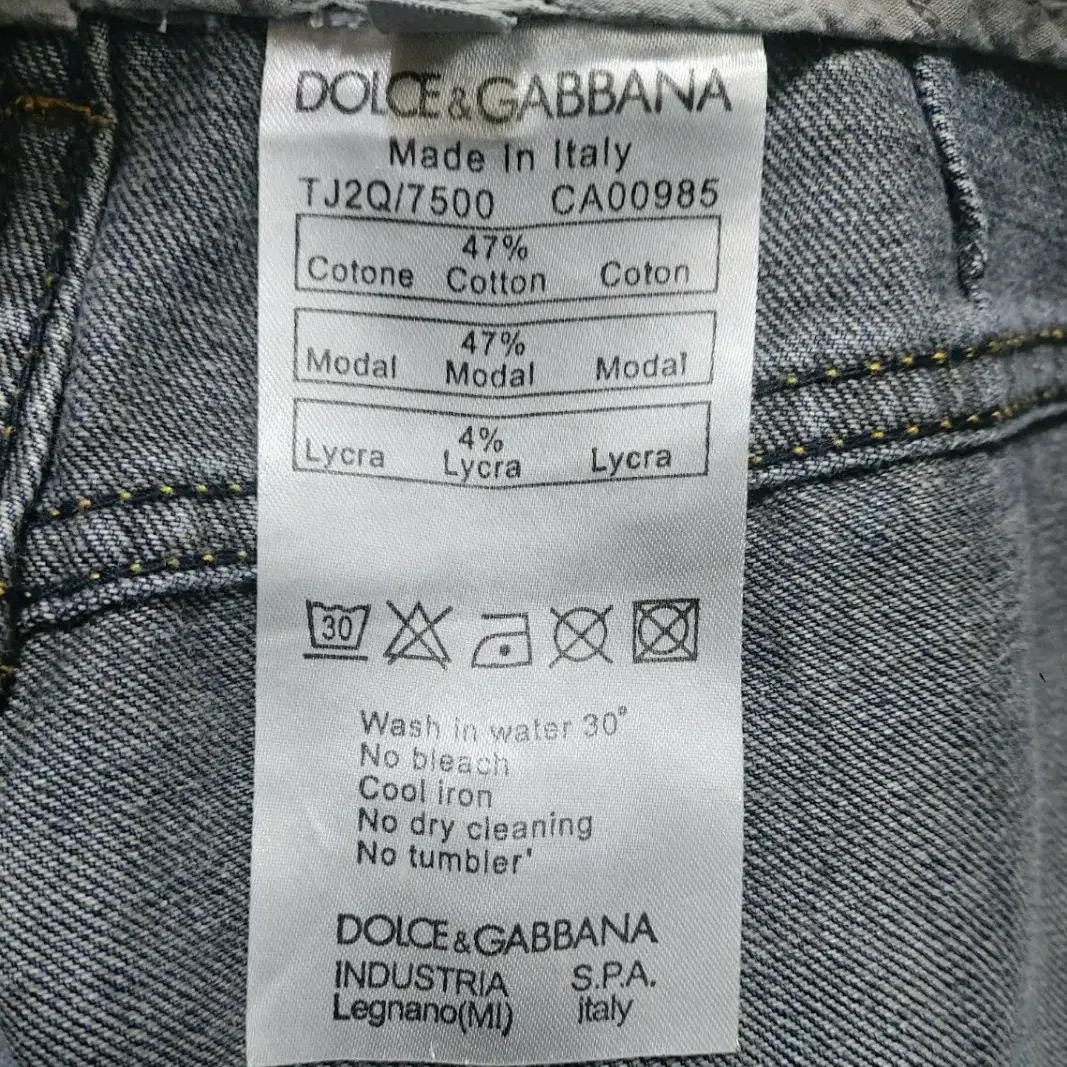 DOLCE&GABBANA
Made In Italy
TJ2Q/7500 CA00985
47%
Cotone Cotton Coton
47%
Modal Modal Modal
4%
Lycra Lycra Lycra
30
Wash in water 30°
No bleach
Cool iron
No dry cleaning
No tumbler'
DOLCE&GABBANA
INDUSTRIA S.P.A.
Legnano(MI) italy